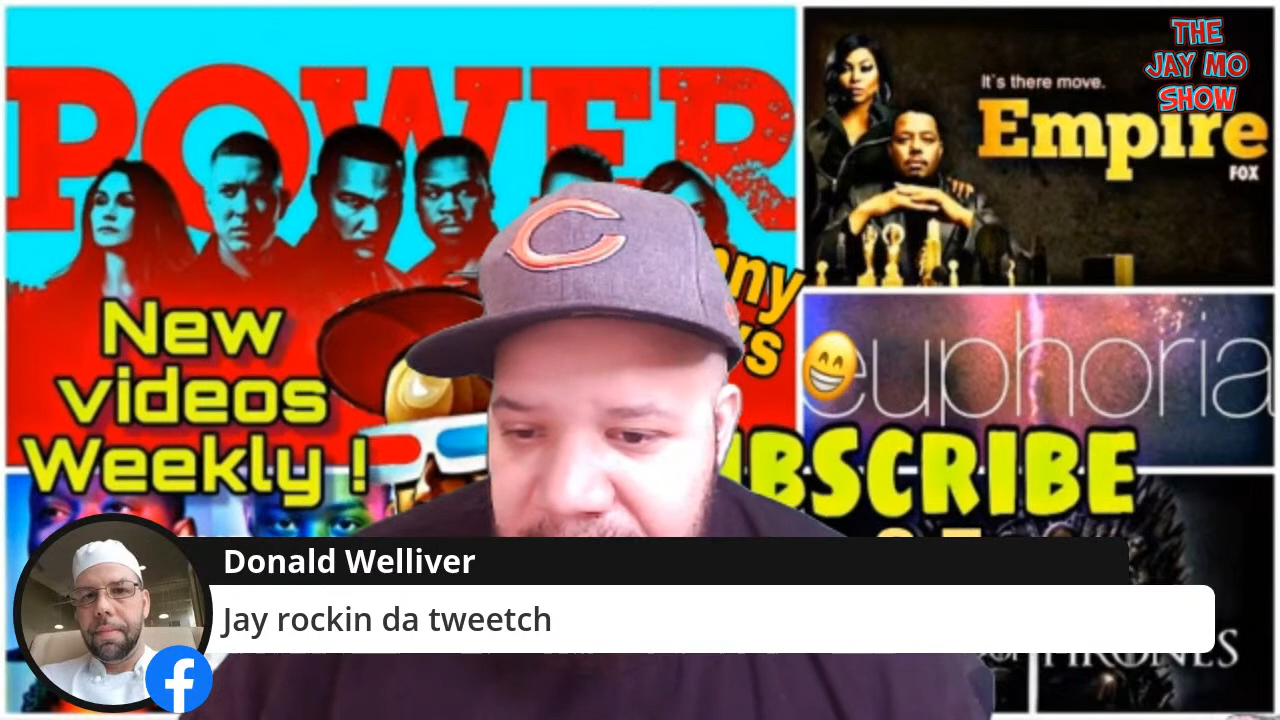 POWER
THE
JAY MO
SHOW
It's there move.
Empire
FOX
New
videos
Weekly !
euphoria
BSCRIBE
Donald Welliver
Jay rockin da tweetch
THRONES